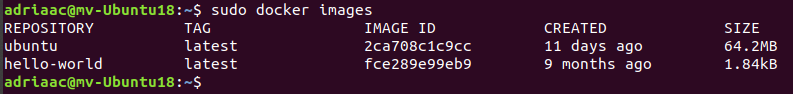 adriaac@mv-Ubuntu18:~$ sudo docker images
REPOSITORY TAG IMAGE ID CREATED SIZE
ubuntu latest 2ca708c1c9cc 11 days ago 64.2MB
hello-world latest fce289e99eb9 9 months ago 1.84kB
adriaac@mv-Ubuntu18:~$